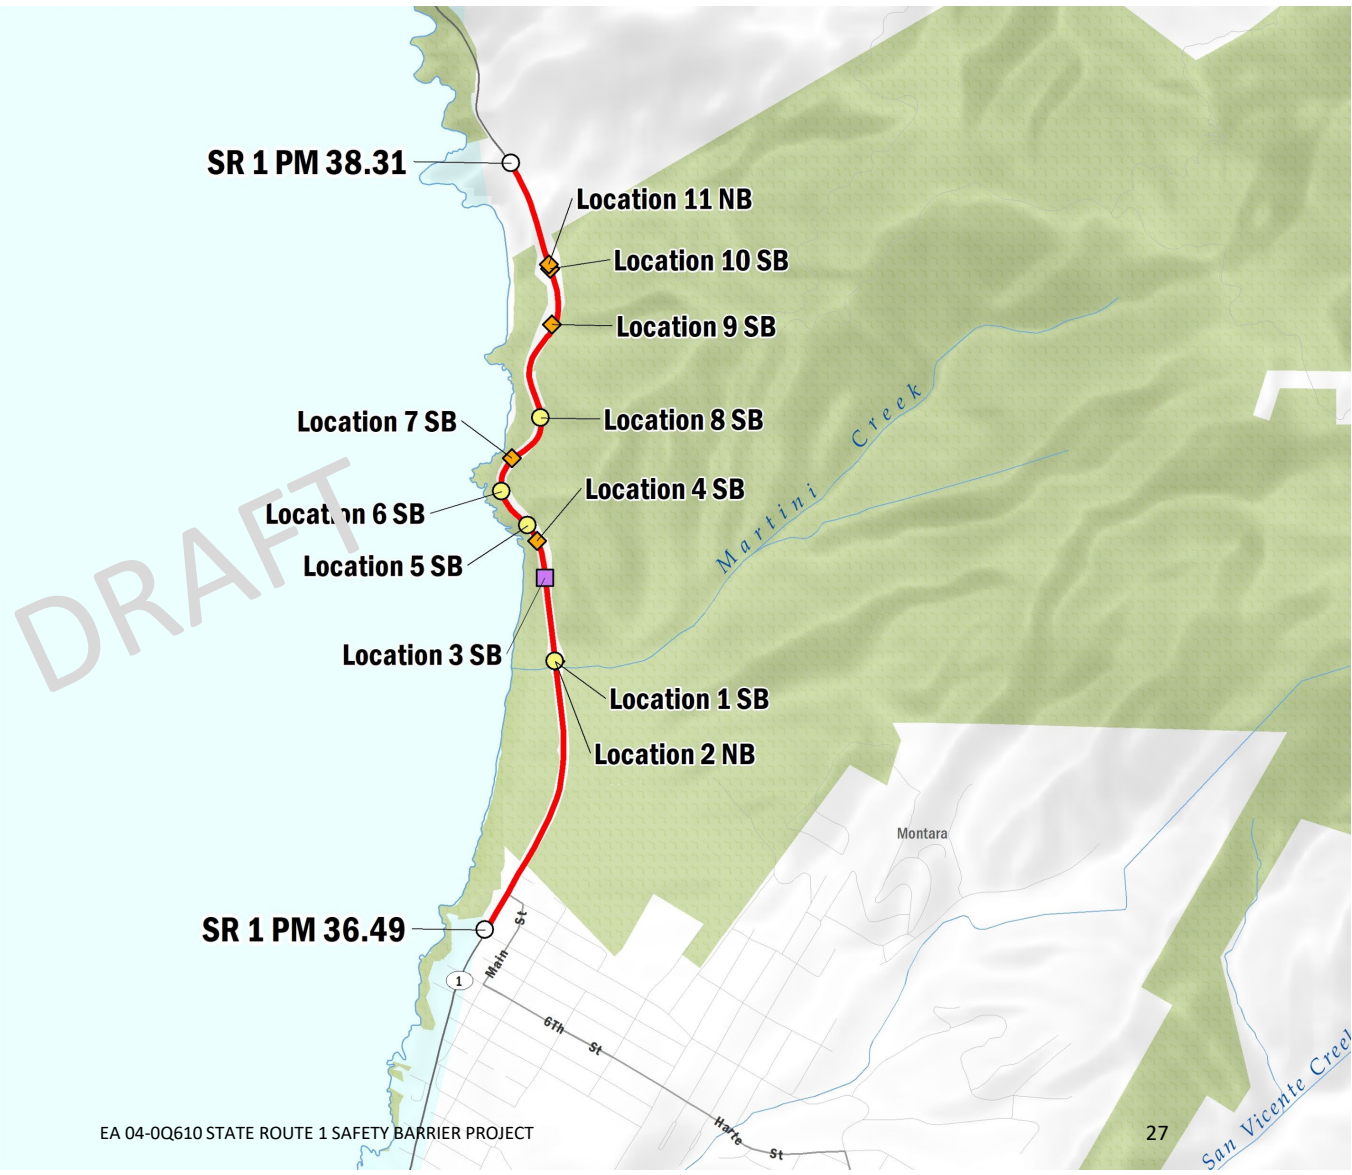 SR 1 PM 38.31
Location 11 NB
Location 10 SB
Location 9 SB
Location 7 SB
Location 8 SB
Creek
Location 4 SB
Martini
Location 6 SB
DRAFT
Location 5 SB
Location 3 SB
Location 1 SB
Location 2 NB
Montara
SR 1 PM 36.49
Main St
1
6Th St
Harte St
San Vicente Creek
EA 04-0Q610 STATE ROUTE 1 SAFETY BARRIER PROJECT
27